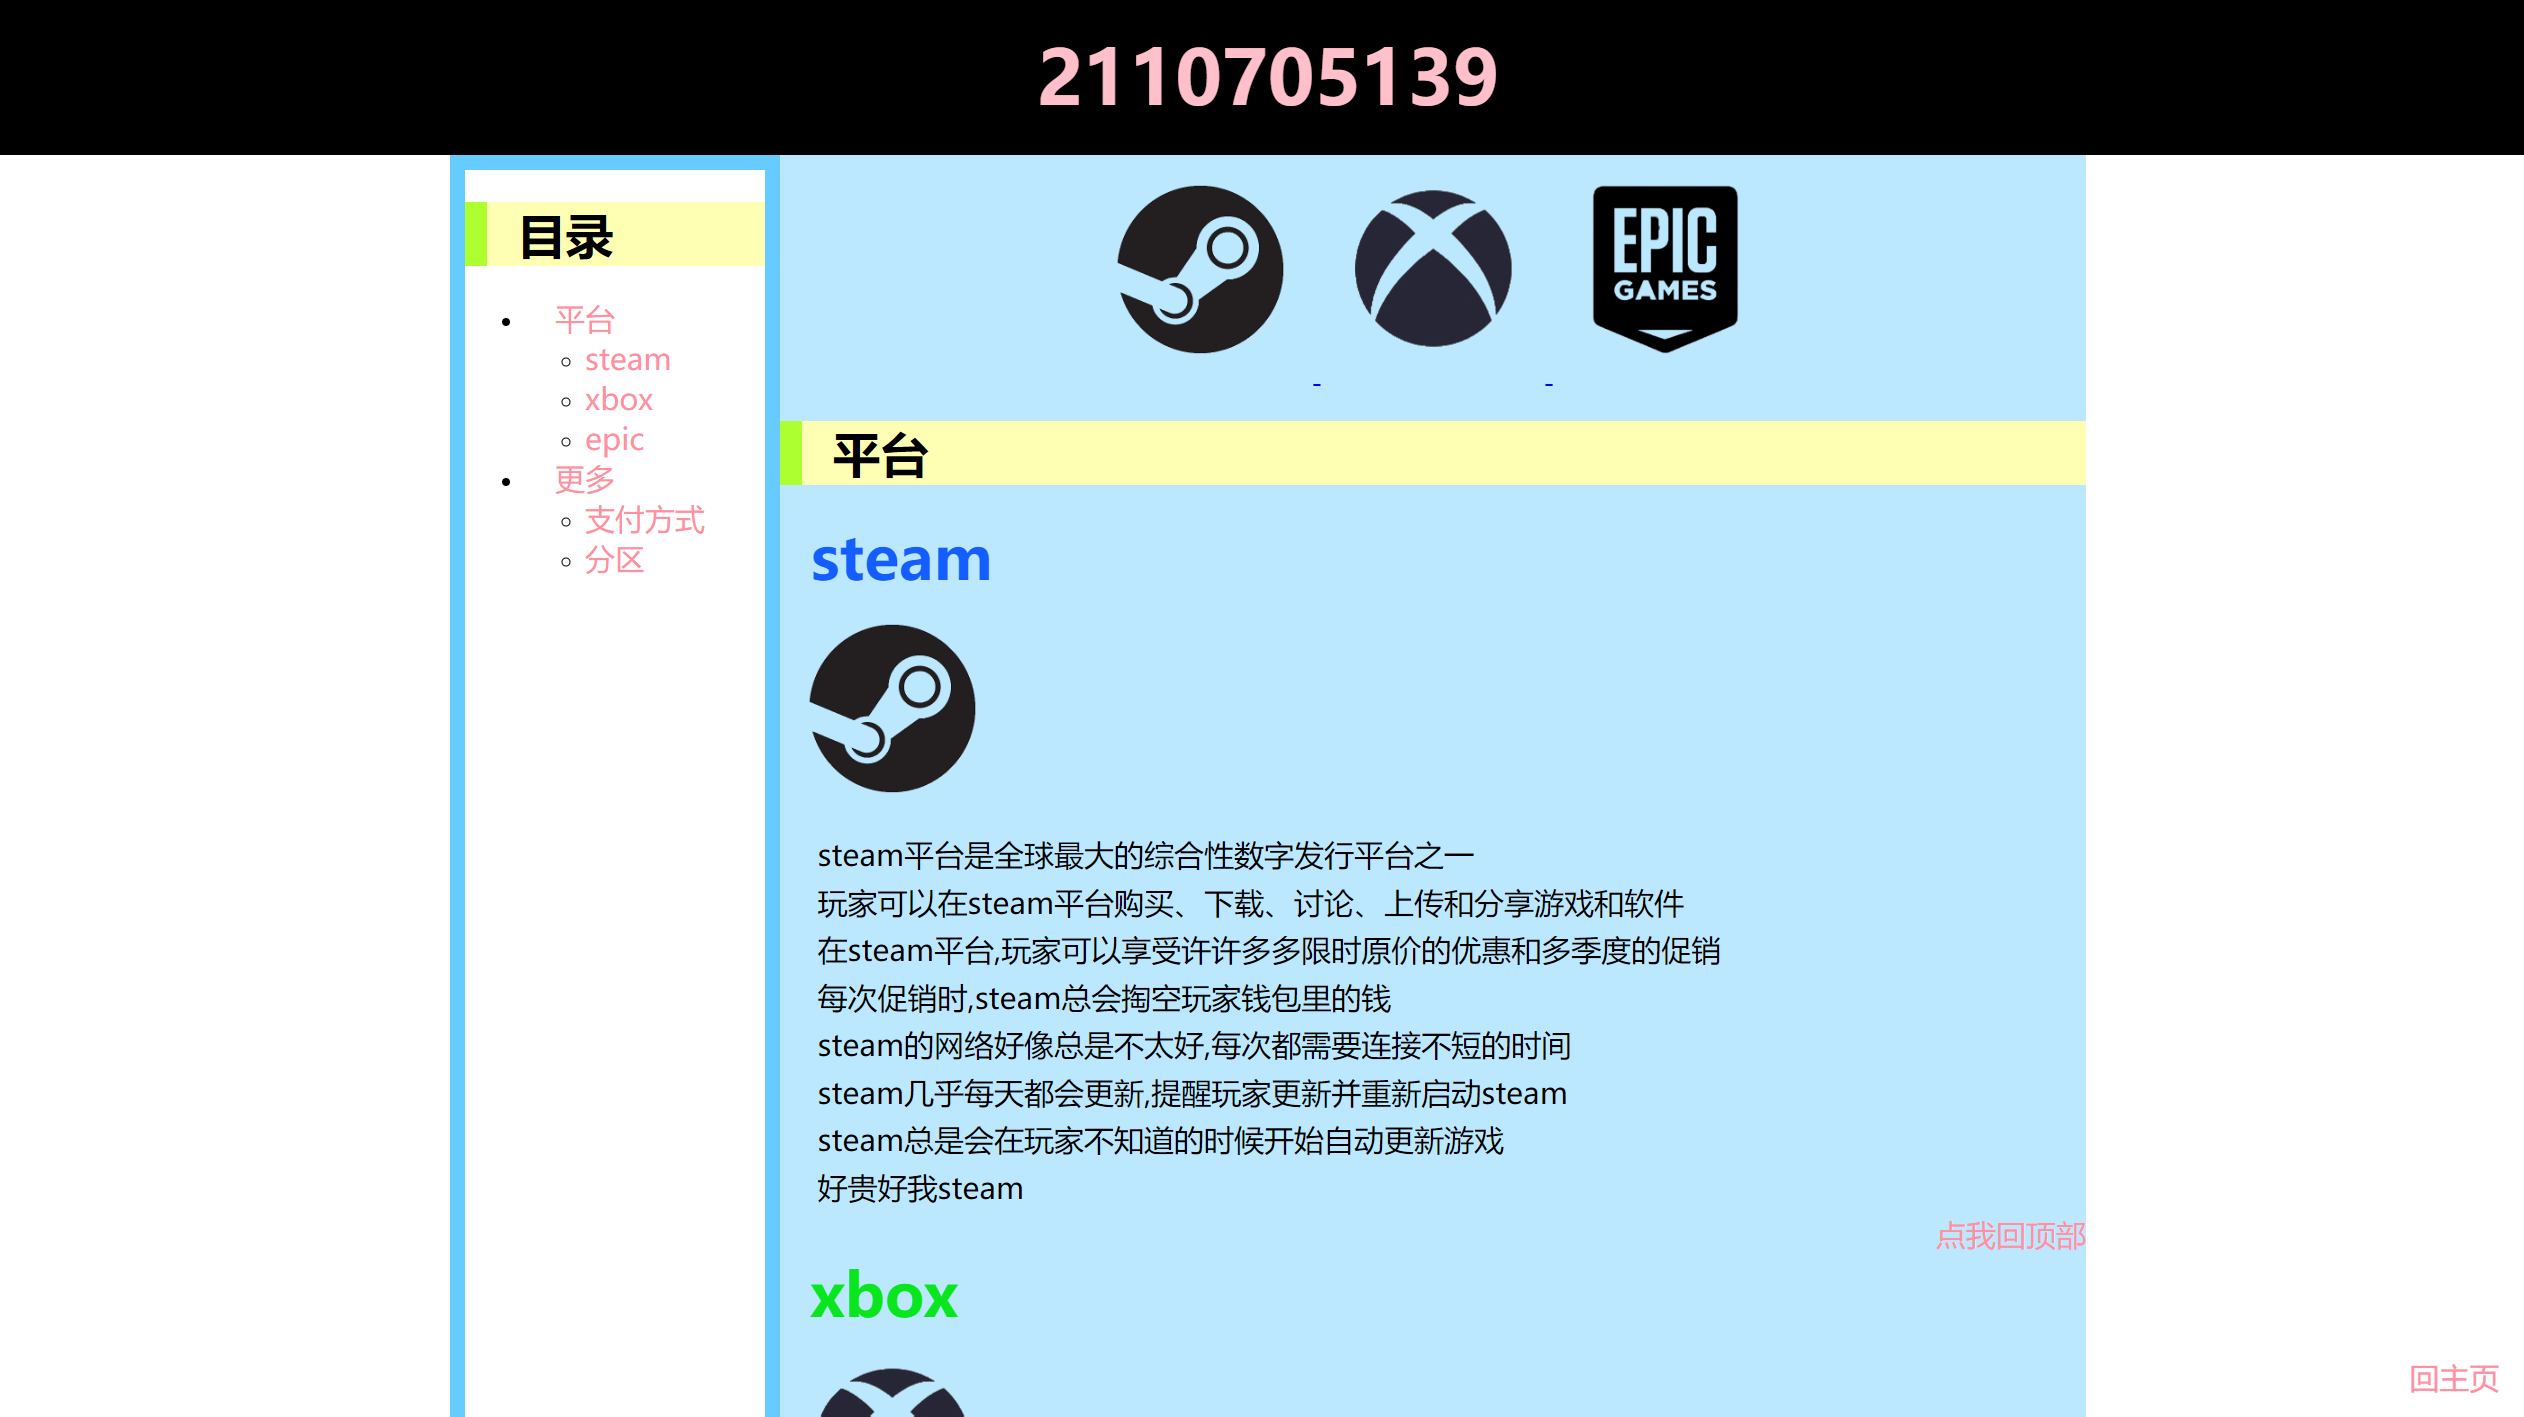 2110705139
目录
平台
steam
xbox
epic
更多
支付方式
分区
EPIC
GAMES
平台
steam
steam平台是全球最大的综合性数字发行平台之一
玩家可以在steam平台购买、下载、讨论、上传和分享游戏和软件
在steam平台,玩家可以享受许许多多限时原价的优惠和多季度的促销
每次促销时,steam总会掏空玩家钱包里的钱
steam的网络好像总是不太好,每次都需要连接不短的时间
steam几乎每天都会更新,提醒玩家更新并重新启动steam
steam总是会在玩家不知道的时候开始自动更新游戏
好贵好我steam
点我回顶部
xbox
回主页